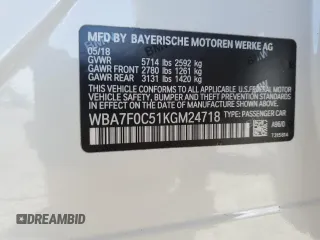 MFD BY BAYERISCHE MOTOREN WERKE AG
05/18
GVWR 5714 lbs 2592 kg
GAWR FRONT 2780 lbs 1261 kg
GAWR REAR 3131 lbs 1420 kg
THIS VEHICLE CONFORMS TO ALL APPLICABLE
U.S. FEDERAL MOTOR VEHICLE SAFETY, BUMPER
AND THEFT PREVENTION STANDARDS IN EFFECT
ON THE DATE OF MANUFACTURE SHOWN ABOVE
WBA7F0C51KGM24718 TYPE: PASSENGER CAR
DREAMBID